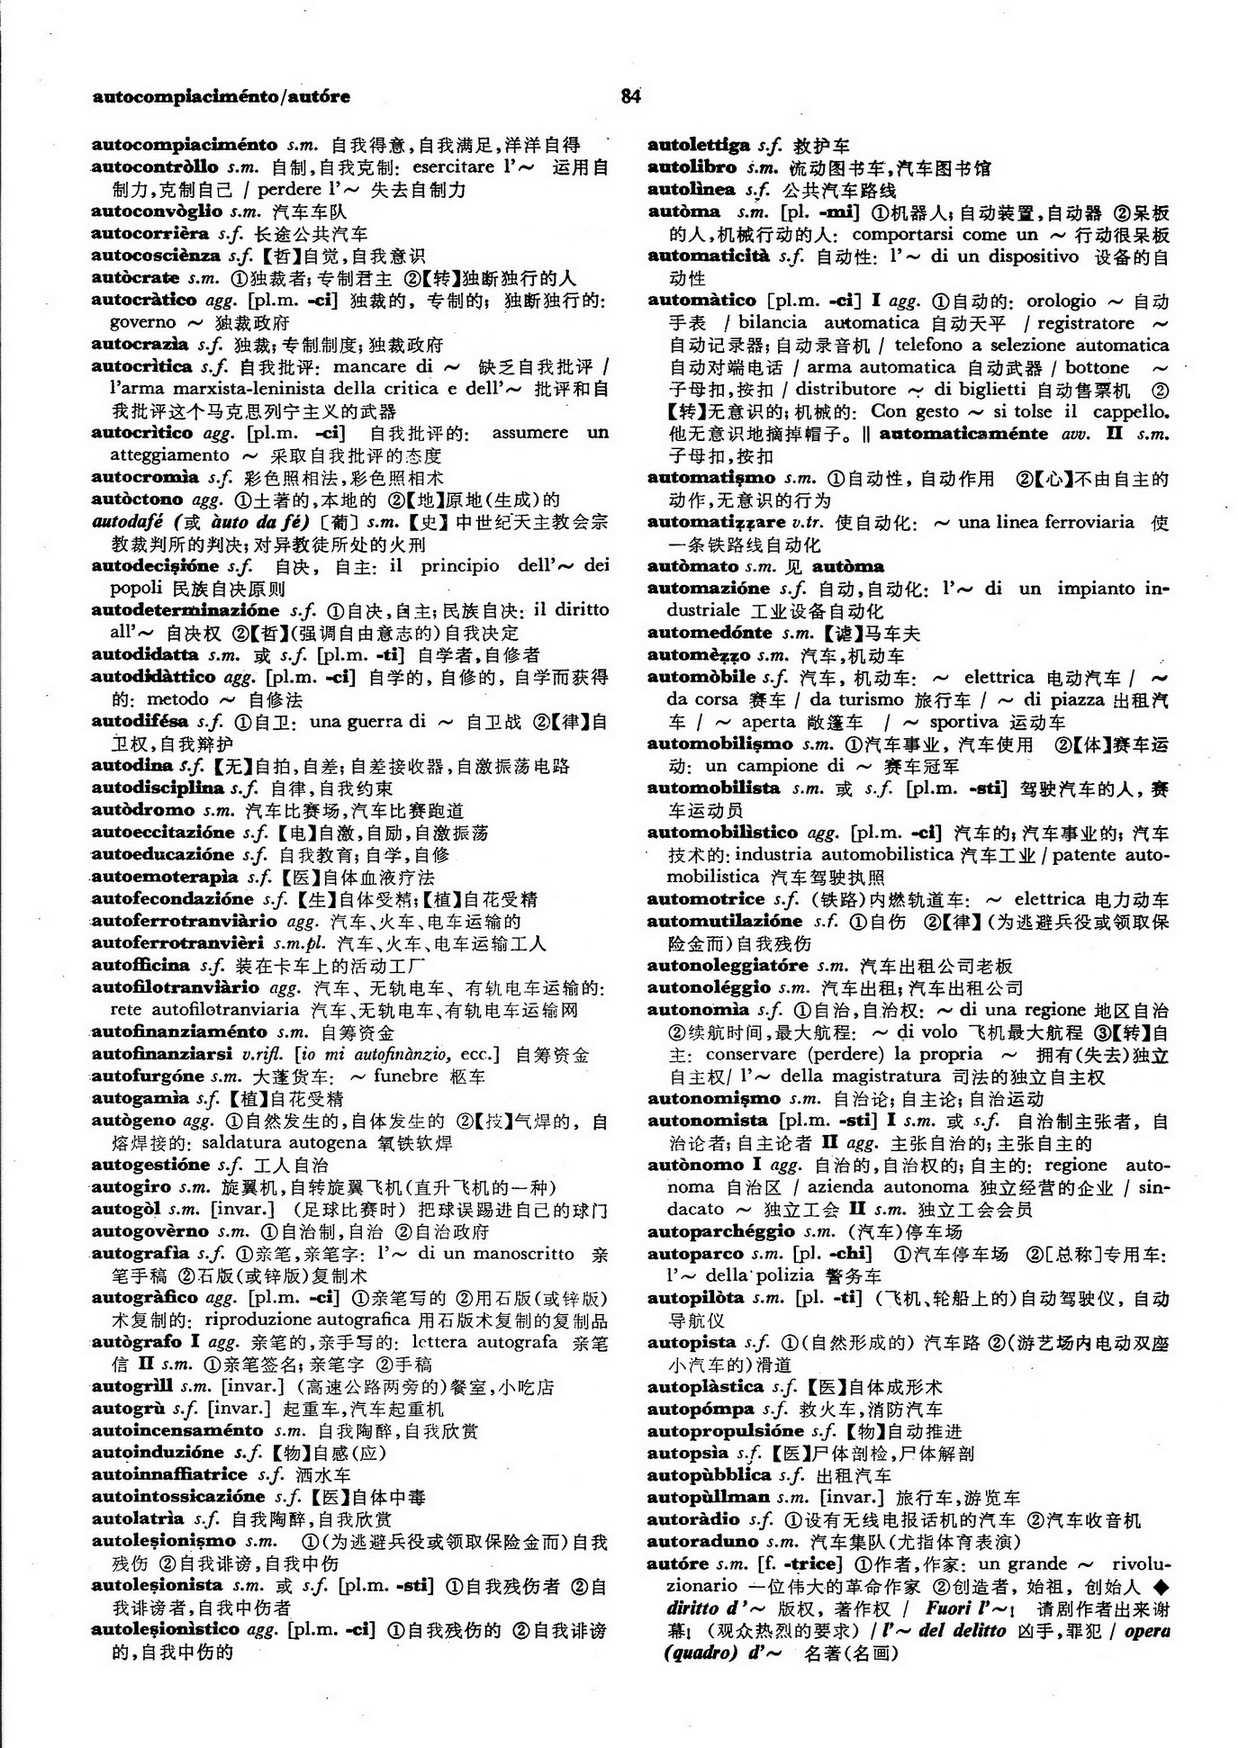 autocompiaciménto/autóre
84
autocompiaciménto s.m. 自我得意,自我满足,洋洋自得
autocontròllo s.m. 自制,自我克制: esercitare l'～ 运用自
制力,克制自己 / perdere l'～ 失去自制力
autoconvòglio s.m. 汽车车队
autocorrièra s.f. 长途公共汽车
autocosciènza s.f.【哲】自觉,自我意识
autòcrate s.m. ①独裁者; 专制君主 ②【转】独断独行的人
autocràtico agg. [pl.m. -ci] 独裁的, 专制的; 独断独行的:
governo ～ 独裁政府
autocrazìa s.f. 独裁; 专制制度; 独裁政府
autocrìtica s.f. 自我批评: mancare di ～ 缺乏自我批评 /
l'arma marxista-leninista della critica e dell'～ 批评和自
我批评这个马克思列宁主义的武器
autocrìtico agg. [pl.m. -ci] 自我批评的: assumere un
atteggiamento ～ 采取自我批评的态度
autocromìa s.f. 彩色照相法,彩色照相术
autòctono agg. ①土著的,本地的 ②【地】原地(生成)的
autodafé (或 àuto da fé)〔葡〕s.m.【史】中世纪天主教会宗
教裁判所的判决; 对异教徒所处的火刑
autodecisióne s.f. 自决, 自主: il principio dell'～ dei
popoli 民族自决原则
autodeterminazióne s.f. ①自决,自主; 民族自决: il diritto
all'～ 自决权 ②【哲】(强调自由意志的)自我决定
autodidatta s.m. 或 s.f. [pl.m. -ti] 自学者,自修者
autodidàttico agg. [pl.m. -ci] 自学的, 自修的, 自学而获得
的: metodo ～ 自修法
autodifésa s.f. ①自卫: una guerra di ～ 自卫战 ②【律】自
卫权,自我辩护
autodina s.f.【无】自拍,自差; 自差接收器,自激振荡电路
autodisciplina s.f. 自律,自我约束
autòdromo s.m. 汽车比赛场,汽车比赛跑道
autoeccitazióne s.f.【电】自激,自励,自激振荡
autoeducazióne s.f. 自我教育; 自学,自修
autoemoterapìa s.f.【医】自体血液疗法
autofecondazióne s.f.【生】自体受精;【植】自花受精
autoferrotranviàrio agg. 汽车、火车、电车运输的
autoferrotranvièri s.m.pl. 汽车、火车、电车运输工人
autofficina s.f. 装在卡车上的活动工厂
autofilotranviàrio agg. 汽车、无轨电车、有轨电车运输的:
rete autofilotranviaria 汽车、无轨电车、有轨电车运输网
autofinanziaménto s.m. 自筹资金
autofinanziarsi v.rifl. [io mi autofinànzio, ecc.] 自筹资金
autofurgóne s.m. 大蓬货车: ～ funebre 柩车
autogamìa s.f.【植】自花受精
autògeno agg. ①自然发生的,自体发生的 ②【技】气焊的, 自
熔焊接的: saldatura autogena 氧铁软焊
autogestióne s.f. 工人自治
autogiro s.m. 旋翼机,自转旋翼飞机(直升飞机的一种)
autogòl s.m. [invar.] (足球比赛时) 把球误踢进自己的球门
autogovèrno s.m. ①自治制,自治 ②自治政府
autografìa s.f. ①亲笔,亲笔字: l'～ di un manoscritto 亲
笔手稿 ②石版(或锌版)复制术
autogràfico agg. [pl.m. -ci] ①亲笔写的 ②用石版(或锌版)
术复制的: riproduzione autografica 用石版术复制的复制品
autògrafo I agg. 亲笔的,亲手写的: lettera autografa 亲笔
信 II s.m. ①亲笔签名; 亲笔字 ②手稿
autogrìll s.m. [invar.] (高速公路两旁的)餐室,小吃店
autogrù s.f. [invar.] 起重车,汽车起重机
autoincensaménto s.m. 自我陶醉,自我欣赏
autoinduzióne s.f.【物】自感(应)
autoinnaffiatrice s.f. 洒水车
autointossicazióne s.f.【医】自体中毒
autolatrìa s.f. 自我陶醉,自我欣赏
autolesionismo s.m. ①(为逃避兵役或领取保险金而)自我
残伤 ②自我诽谤,自我中伤
autolesionista s.m. 或 s.f. [pl.m. -sti] ①自我残伤者 ②自
我诽谤者,自我中伤者
autolesionìstico agg. [pl.m. -ci] ①自我残伤的 ②自我诽谤
的,自我中伤的
autolettiga s.f. 救护车
autolibro s.m. 流动图书车,汽车图书馆
autolìnea s.f. 公共汽车路线
autòma s.m. [pl. -mi] ①机器人; 自动装置,自动器 ②呆板
的人,机械行动的人: comportarsi come un ～ 行动很呆板
automaticità s.f. 自动性: l'～ di un dispositivo 设备的自
动性
automàtico [pl.m. -ci] I agg. ①自动的: orologio ～ 自动
手表 / bilancia automatica 自动天平 / registratore ～
自动记录器; 自动录音机 / telefono a selezione automatica
自动对端电话 / arma automatica 自动武器 / bottone ～
子母扣,按扣 / distributore ～ di biglietti 自动售票机 ②
【转】无意识的; 机械的: Con gesto ～ si tolse il cappello.
他无意识地摘掉帽子。‖ automaticaménte avv. II s.m.
子母扣,按扣
automatismo s.m. ①自动性, 自动作用 ②【心】不由自主的
动作,无意识的行为
automatizzare v.tr. 使自动化: ～ una linea ferroviaria 使
一条铁路线自动化
autòmato s.m. 见 autòma
automazióne s.f. 自动,自动化: l'～ di un impianto in-
dustriale 工业设备自动化
automedónte s.m.【谑】马车夫
automèzzo s.m. 汽车,机动车
automòbile s.f. 汽车, 机动车: ～ elettrica 电动汽车 / ～
da corsa 赛车 / da turismo 旅行车 / ～ di piazza 出租汽
车 / ～ aperta 敞篷车 / ～ sportiva 运动车
automobilismo s.m. ①汽车事业, 汽车使用 ②【体】赛车运
动: un campione di ～ 赛车冠军
automobilista s.m. 或 s.f. [pl.m. -sti] 驾驶汽车的人, 赛
车运动员
automobilìstico agg. [pl.m. -ci] 汽车的; 汽车事业的; 汽车
技术的: industria automobilistica 汽车工业 / patente auto-
mobilistica 汽车驾驶执照
automotrice s.f. (铁路)内燃轨道车: ～ elettrica 电力动车
automutilazióne s.f. ①自伤 ②【律】(为逃避兵役或领取保
险金而)自我残伤
autonoleggiatóre s.m. 汽车出租公司老板
autonoléggio s.m. 汽车出租; 汽车出租公司
autonomìa s.f. ①自治,自治权: ～ di una regione 地区自治
②续航时间,最大航程: ～ di volo 飞机最大航程 ③【转】自
主: conservare (perdere) la propria ～ 拥有(失去)独立
自主权/ l'～ della magistratura 司法的独立自主权
autonomismo s.m. 自治论; 自主论; 自治运动
autonomista [pl.m. -sti] I s.m. 或 s.f. 自治制主张者, 自
治论者; 自主论者 II agg. 主张自治的; 主张自主的
autònomo I agg. 自治的,自治权的; 自主的: regione auto-
noma 自治区 / azienda autonoma 独立经营的企业 / sin-
dacato ～ 独立工会 II s.m. 独立工会会员
autoparchéggio s.m. (汽车)停车场
autoparco s.m. [pl. -chi] ①汽车停车场 ②[总称]专用车:
l'～ della polizia 警务车
autopilòta s.m. [pl. -ti] (飞机、轮船上的)自动驾驶仪, 自动
导航仪
autopista s.f. ①(自然形成的) 汽车路 ②(游艺场内电动双座
小汽车的)滑道
autoplàstica s.f.【医】自体成形术
autopómpa s.f. 救火车,消防汽车
autopropulsióne s.f.【物】自动推进
autopsìa s.f.【医】尸体剖检,尸体解剖
autopùbblica s.f. 出租汽车
autopùllman s.m. [invar.] 旅行车,游览车
autoràdio s.f. ①设有无线电报话机的汽车 ②汽车收音机
autoraduno s.m. 汽车集队(尤指体育表演)
autóre s.m. [f. -trice] ①作者,作家: un grande ～ rivolu-
zionario 一位伟大的革命作家 ②创造者, 始祖, 创始人 ◆
diritto d'～ 版权, 著作权 / Fuori l'～! 请剧作者出来谢
幕! (观众热烈的要求) / l'～ del delitto 凶手,罪犯 / opera
(quadro) d'～ 名著(名画)